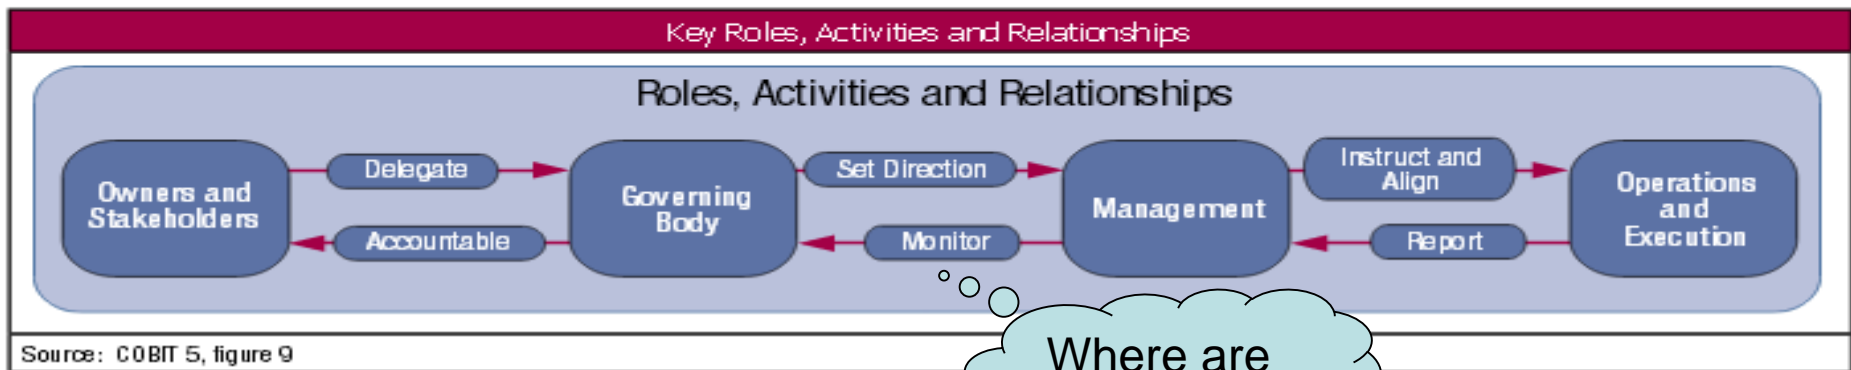 Key Roles, Activities and Relationships
Roles, Activities and Relationships
Owners and
Stakeholders
Delegate
Accountable
Governing
Body
Set Direction
Monitor
Management
Instruct and
Align
Report
Operations
and
Execution
Where are
Source: COBIT 5, figure 9